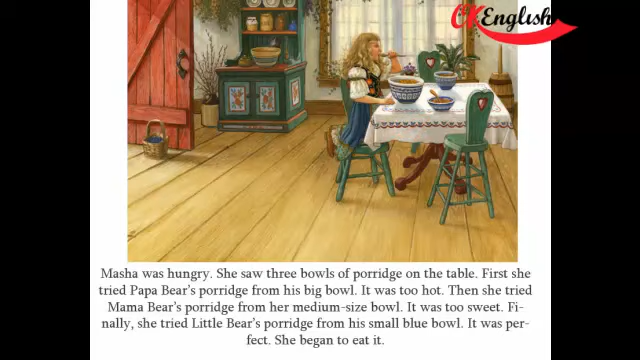 OKEnglish
Masha was hungry. She saw three bowls of porridge on the table. First she
tried Papa Bear's porridge from his big bowl. It was too hot. Then she tried
Mama Bear's porridge from her medium-size bowl. It was too sweet. Fi-
nally, she tried Little Bear's porridge from his small blue bowl. It was per-
fect. She began to eat it.